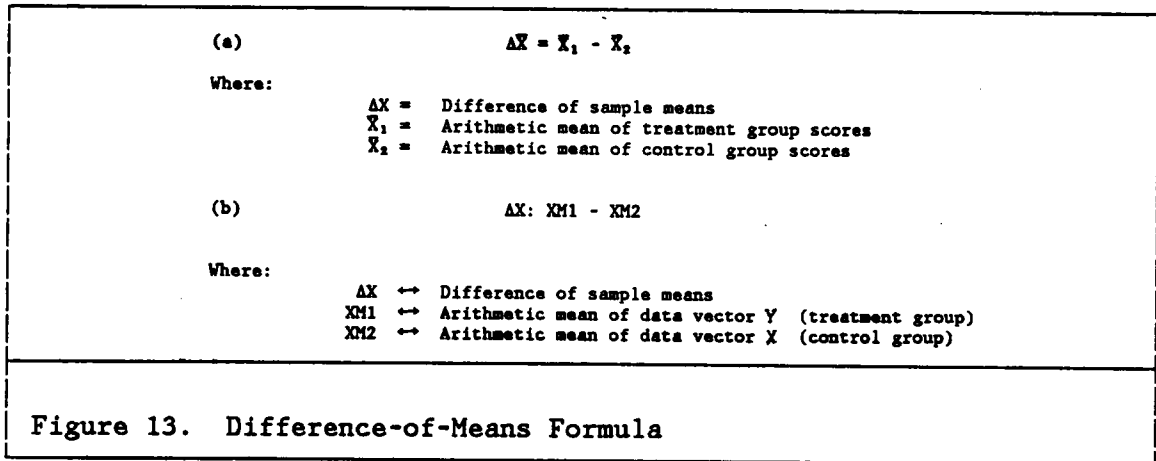 (a) ΔX̄ = X̄₁ - X̄₂
Where:
ΔX = Difference of sample means
X̄₁ = Arithmetic mean of treatment group scores
X̄₂ = Arithmetic mean of control group scores
(b) ΔX: XM1 - XM2
Where:
ΔX ↔ Difference of sample means
XM1 ↔ Arithmetic mean of data vector Y (treatment group)
XM2 ↔ Arithmetic mean of data vector X (control group)
Figure 13. Difference-of-Means Formula